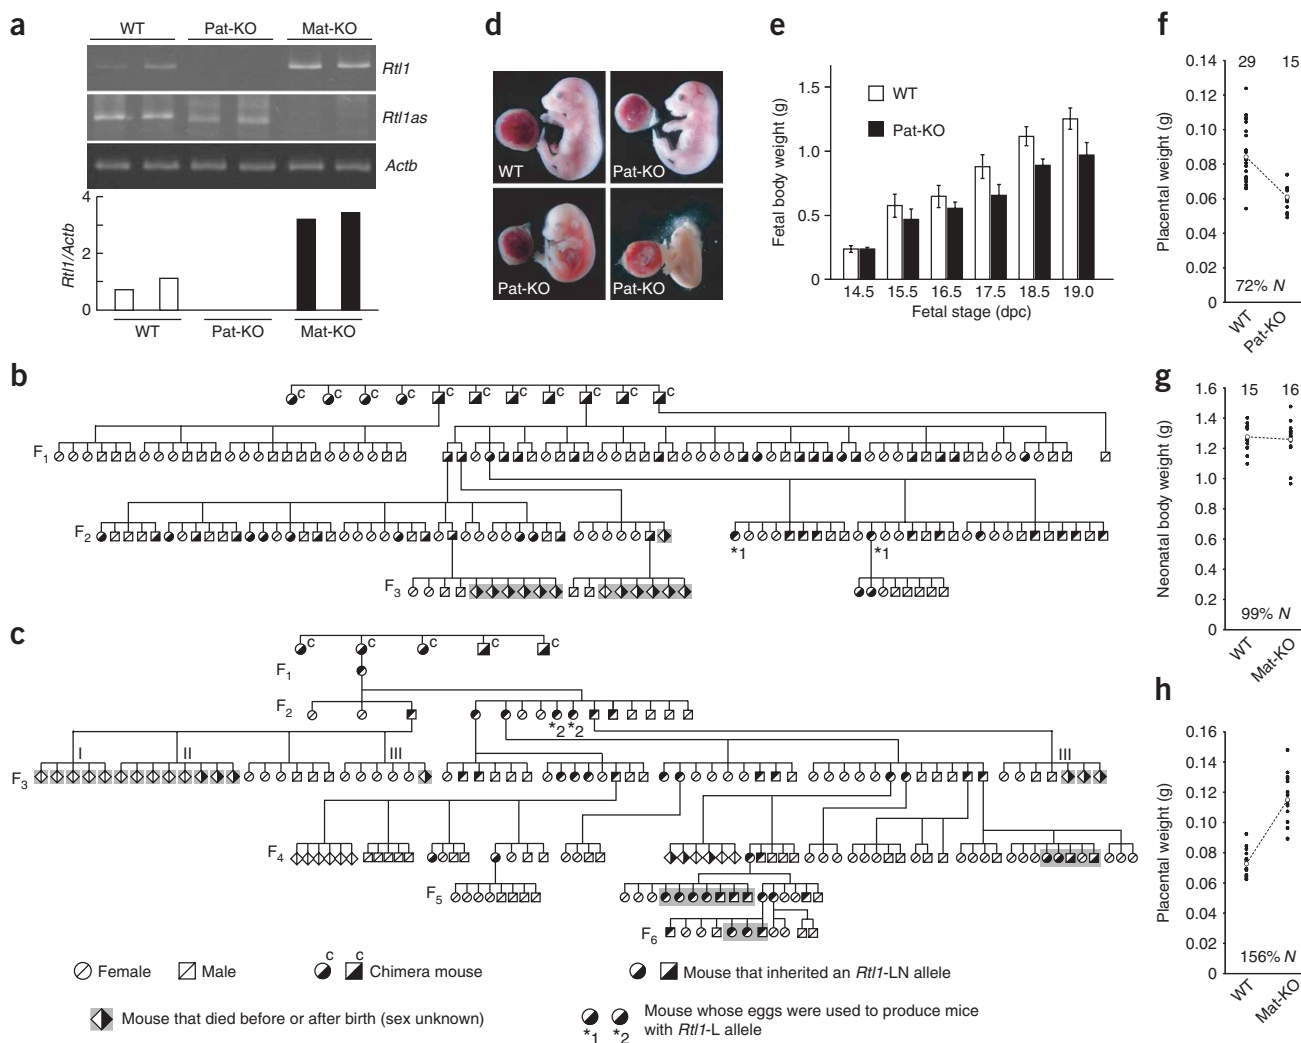 a
WT Pat-KO Mat-KO
Rtl1
Rtl1as
Actb
4
2
0
Rtl1/Actb
WT Pat-KO Mat-KO
d
WT
Pat-KO
Pat-KO
Pat-KO
e
Fetal body weight (g)
1.5
1.0
0.5
0
WT
Pat-KO
14.5 15.5 16.5 17.5 18.5 19.0
Fetal stage (dpc)
f
Placental weight (g)
0.14
0.12
0.10
0.08
0.06
0.04
0.02
0
29 15
72% N
WT
Pat-KO
b
c c c c c c c c c c c
F1
F2
*1 *1
F3
g
Neonatal body weight (g)
1.6
1.4
1.2
1.0
0.8
0.6
0.4
0.2
0
15 16
99% N
WT
Mat-KO
c
c c c c c
F1
F2
*2 *2
I II III III
F3
F4
F5
F6
h
Placental weight (g)
0.16
0.14
0.12
0.10
0.08
0.06
0.04
0.02
0
156% N
WT
Mat-KO
Female Male c c Chimera mouse Mouse that inherited an Rtl1-LN allele
Mouse that died before or after birth (sex unknown)
*1 *2
Mouse whose eggs were used to produce mice
with Rtl1-L allele